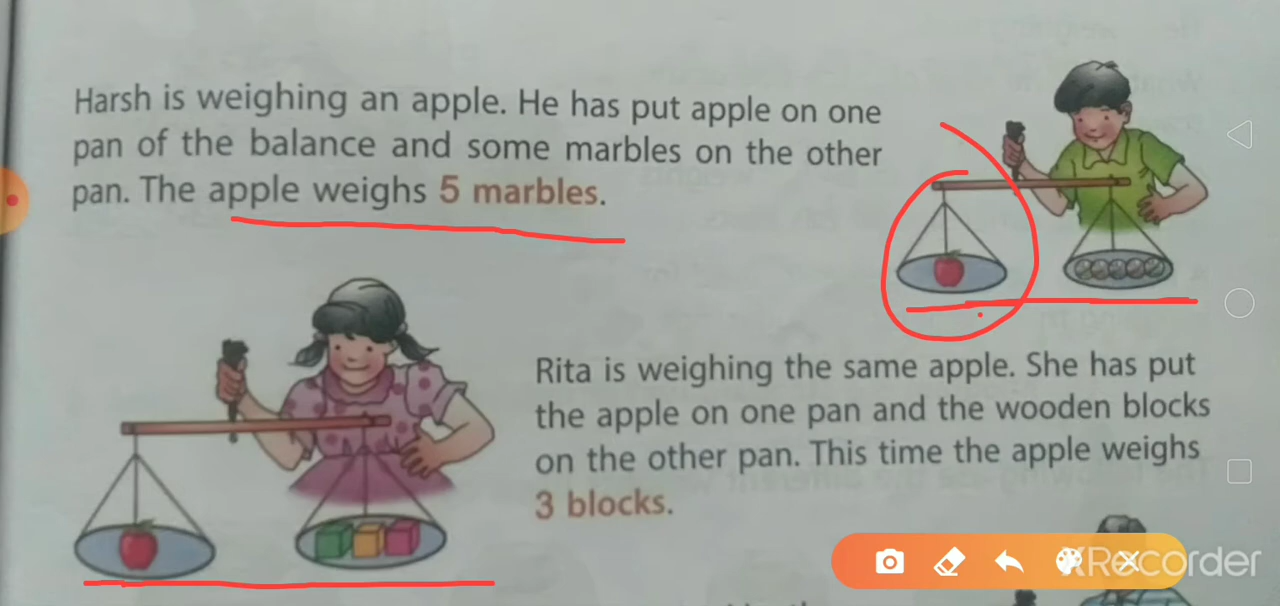 Harsh is weighing an apple. He has put apple on one
pan of the balance and some marbles on the other
pan. The apple weighs 5 marbles.
Rita is weighing the same apple. She has put
the apple on one pan and the wooden blocks
on the other pan. This time the apple weighs
3 blocks.
XRecorder